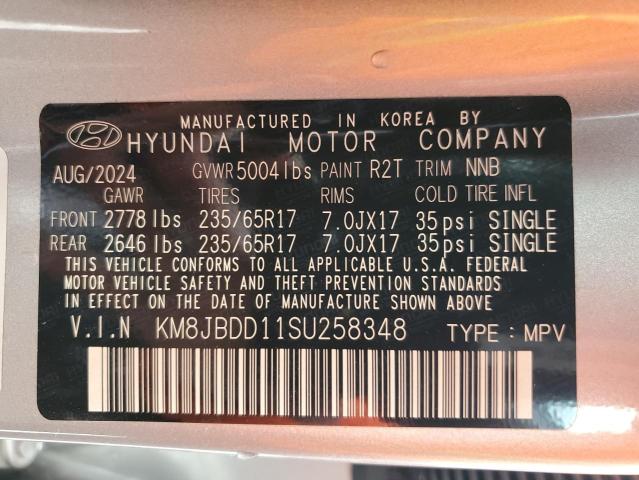 MANUFACTURED IN KOREA BY
HYUNDAI MOTOR COMPANY
AUG/2024 GVWR 5004 lbs PAINT R2T TRIM NNB
GAWR TIRES RIMS COLD TIRE INFL
FRONT 2778 lbs 235/65R17 7.0JX17 35psi SINGLE
REAR 2646 lbs 235/65R17 7.0JX17 35psi SINGLE
THIS VEHICLE CONFORMS TO ALL APPLICABLE U.S.A. FEDERAL
MOTOR VEHICLE SAFETY AND THEFT PREVENTION STANDARDS
IN EFFECT ON THE DATE OF MANUFACTURE SHOWN ABOVE.
V.I.N KM8JBDD11SU258348 TYPE : MPV